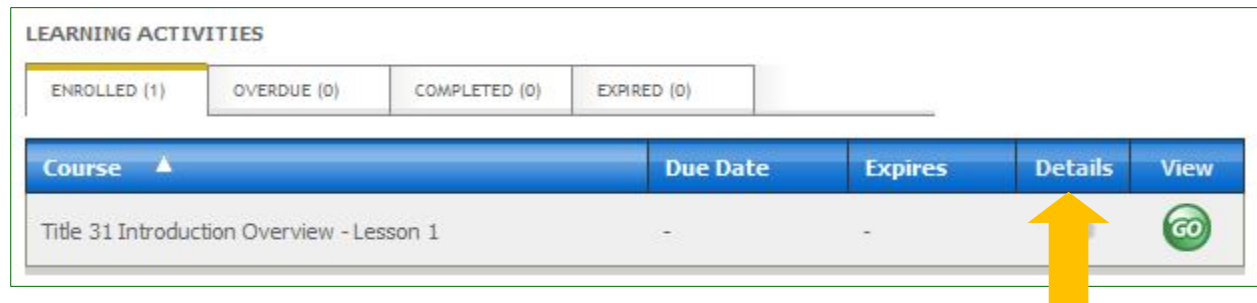 LEARNING ACTIVITIES
ENROLLED (1) OVERDUE (0) COMPLETED (0) EXPIRED (0)
Course Due Date Expires Details View
Title 31 Introduction Overview - Lesson 1 - - GO